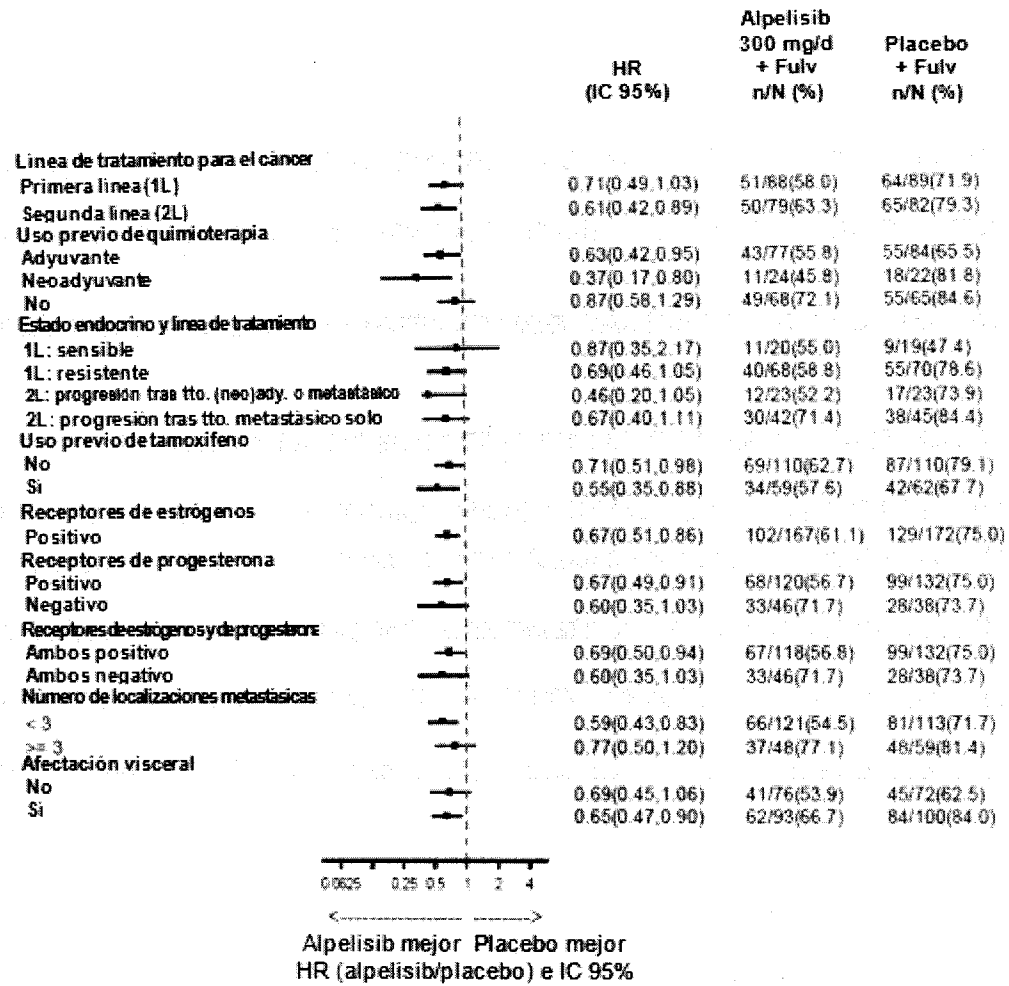 Alpelisib
300 mg/d Placebo
HR + Fulv + Fulv
(IC 95%) n/N (%) n/N (%)
Linea de tratamiento para el cáncer
Primera linea(1L) 0.71(0.49,1.03) 51/88(58.0) 64/89(71.9)
Segunda linea (2L) 0.61(0.42,0.89) 50/79(63.3) 65/82(79.3)
Uso previo de quimioterapia
Adyuvante 0.63(0.42,0.95) 43/77(55.8) 55/84(65.5)
Neoadyuvante 0.37(0.17,0.80) 11/24(45.8) 18/22(81.8)
No 0.87(0.58,1.29) 49/68(72.1) 55/65(84.6)
Estado endocrino y linea de tratamiento
1L: sensible 0.87(0.35,2.17) 11/20(55.0) 9/19(47.4)
1L: resistente 0.69(0.46,1.05) 40/68(58.8) 55/70(78.6)
2L: progresión tras tto. (neo)ady. o metastásico 0.46(0.20,1.05) 12/23(52.2) 17/23(73.9)
2L: progresión tras tto. metastásico solo 0.67(0.40,1.11) 30/42(71.4) 38/45(84.4)
Uso previo de tamoxifeno
No 0.71(0.51,0.98) 69/110(62.7) 87/110(79.1)
Si 0.55(0.35,0.88) 34/59(57.6) 42/62(67.7)
Receptores de estrógenos
Positivo 0.67(0.51,0.86) 102/167(61.1) 129/172(75.0)
Receptores de progesterona
Positivo 0.67(0.49,0.91) 68/120(56.7) 99/132(75.0)
Negativo 0.60(0.35,1.03) 33/46(71.7) 28/38(73.7)
Receptores de estrógenos y de progesterona
Ambos positivo 0.69(0.50,0.94) 67/118(56.8) 99/132(75.0)
Ambos negativo 0.60(0.35,1.03) 33/46(71.7) 28/38(73.7)
Número de localizaciones metastásicas
< 3 0.59(0.43,0.83) 66/121(54.5) 81/113(71.7)
>= 3 0.77(0.50,1.20) 37/48(77.1) 48/59(81.4)
Afectación visceral
No 0.69(0.45,1.06) 41/76(53.9) 45/72(62.5)
Si 0.65(0.47,0.90) 62/93(66.7) 84/100(84.0)
0.0625 0.25 0.5 1 2 4
Alpelisib mejor Placebo mejor
HR (alpelisib/placebo) e IC 95%